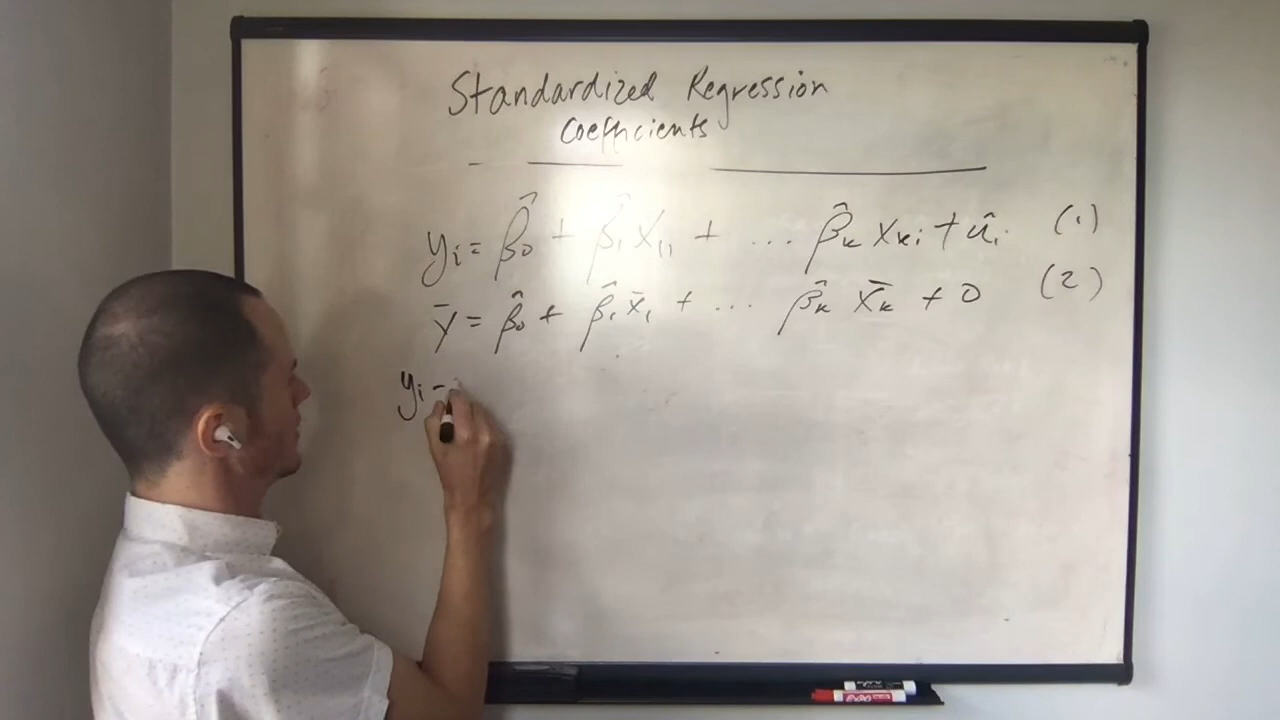 Standardized Regression
Coefficients
yᵢ = β̂₀ + β̂₁ x₁ᵢ + ... β̂ₖ xₖᵢ + ûᵢ (1)
ȳ = β̂₀ + β̂₁ x̄₁ + ... β̂ₖ x̄ₖ + 0 (2)
yᵢ -